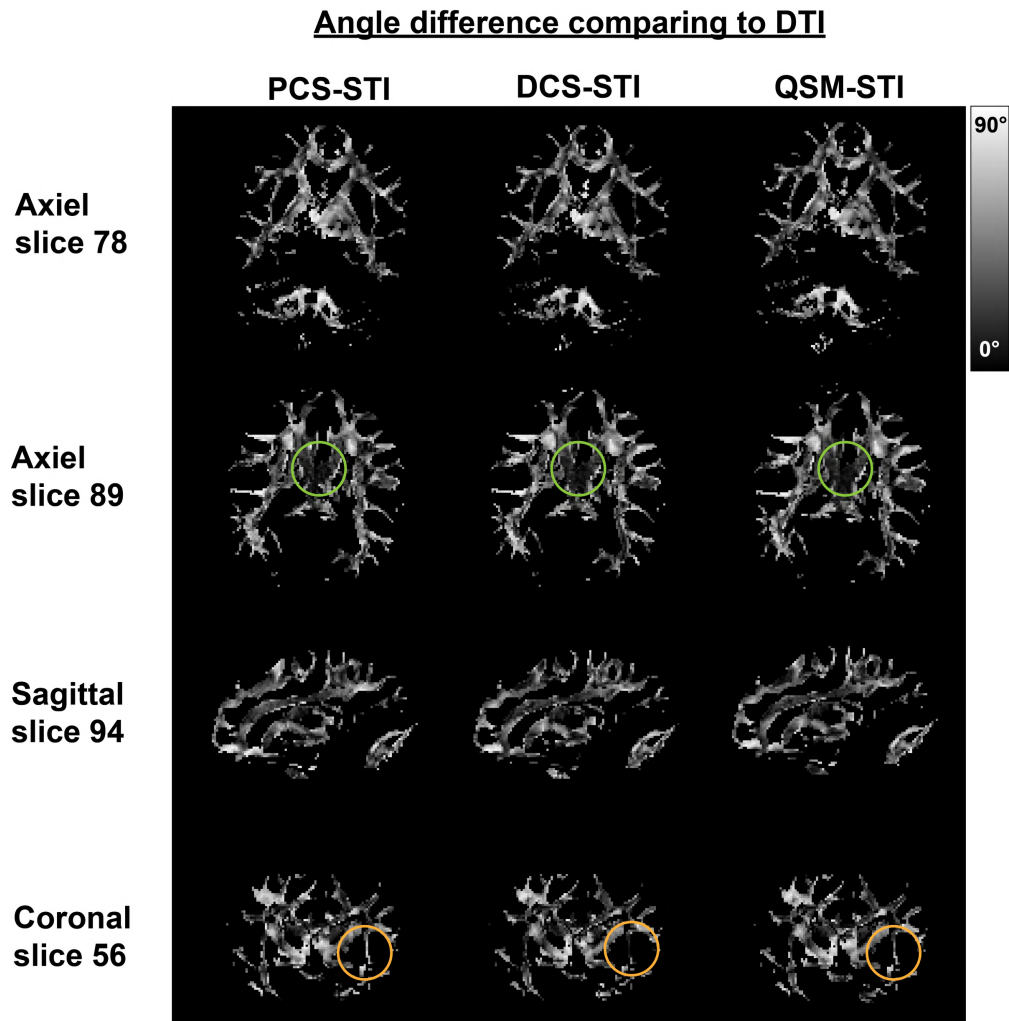 Angle difference comparing to DTI
PCS-STI DCS-STI QSM-STI
90°
0°
Axiel
slice 78
Axiel
slice 89
Sagittal
slice 94
Coronal
slice 56